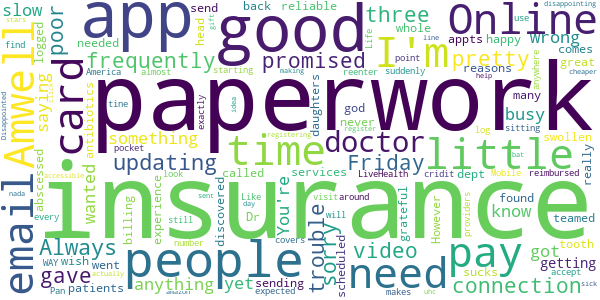 app
good
Online
paperwork
insurance
people
need
pay
time
little
doctor
I'm
Amwell
card
email
slow
poor
three
frequently
promised
pretty
wrong
busy
saying
something
updating
Friday
Always
gave
trouble
sorry
video
connection
anything
yet
got
know
You're
wanted
antibiotics
abscessed
swollen
logged
send
back
reliable
head
whole
happy
needed
appts
reasons
comes
find
America
almost
starting
suddenly
reenter
anywhere
great
many
cheaper
sitting
really
never
god
daughters
exactly
idea
pocket
called
services
dept
reimbursed
LiveHealth
cridit
found
teamed
tooth
getting
grateful
However
scheduled
visit
around
discovered
Dr
billing
experience
look
still
every
wish
went
patients
sending
expected
number
covers
sucks
makes
accept
providers
Mobile
register
registering
help
point
line
making
use
log
bat
Life
stars
Disappointed
disappointing
accessible
tine
day
Like
gift
will
sent
nada
WAY
Pan
actually
amazon
uhc
sick